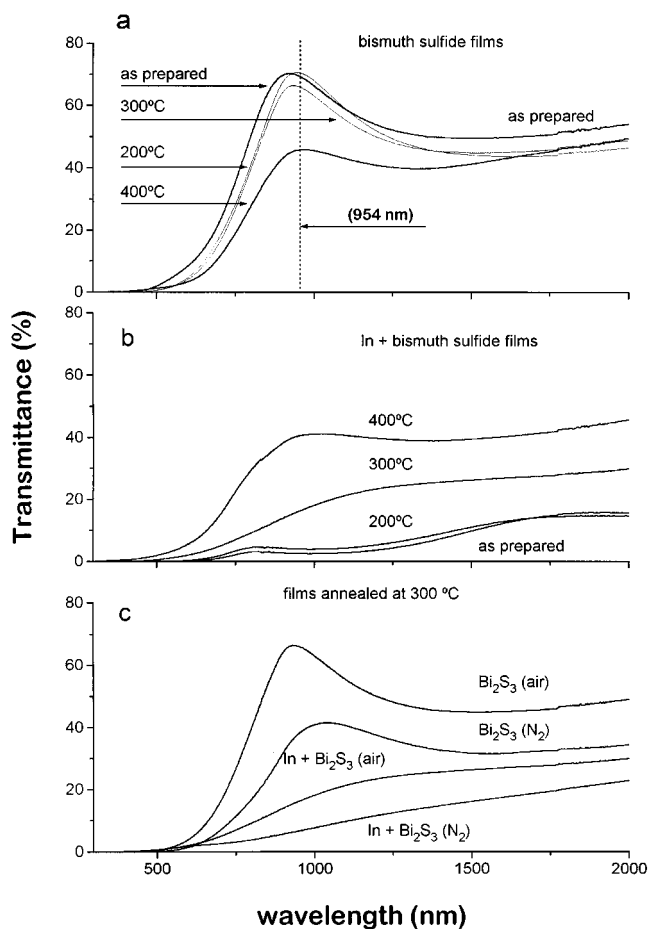 a
bismuth sulfide films
as prepared
300ºC
200ºC
400ºC
as prepared
(954 nm)
80
60
40
20
0
b
In + bismuth sulfide films
400ºC
300ºC
200ºC
as prepared
80
60
40
20
0
Transmittance (%)
films annealed at 300 ºC
c
Bi₂S₃ (air)
Bi₂S₃ (N₂)
In + Bi₂S₃ (air)
In + Bi₂S₃ (N₂)
80
60
40
20
0
500 1000 1500 2000
wavelength (nm)